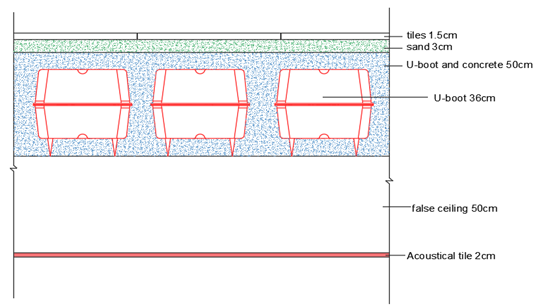 tiles 1.5cm
sand 3cm
U-boot and concrete 50cm
U-boot 36cm
false ceiling 50cm
Acoustical tile 2cm